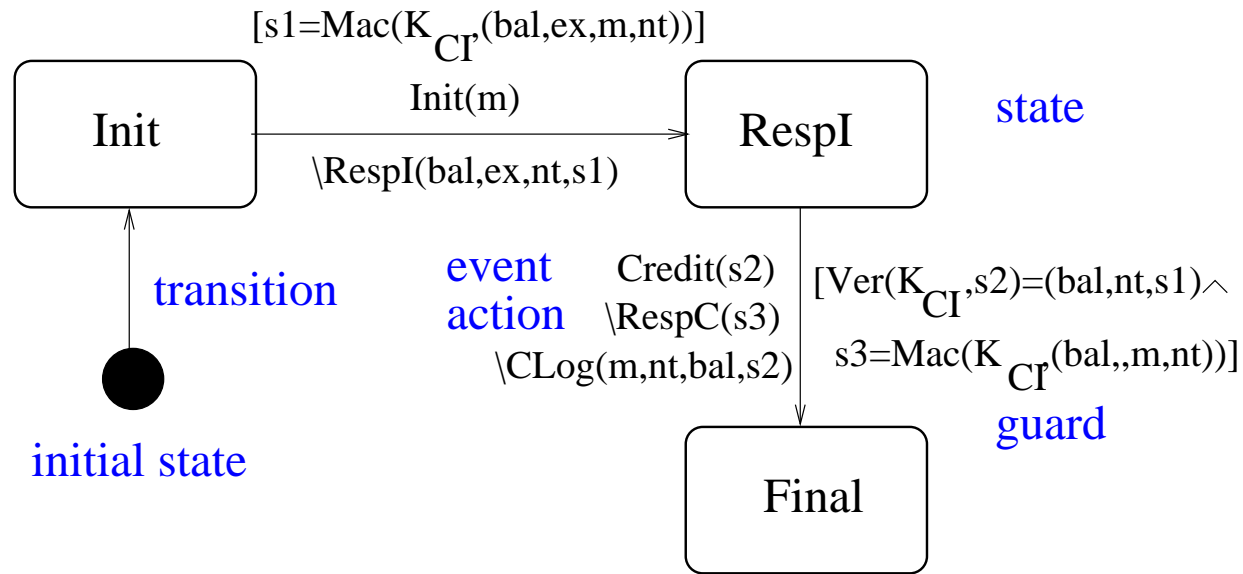 [s1=Mac(K_CI,(bal,ex,m,nt))]
Init(m)
Init
RespI
state
\RespI(bal,ex,nt,s1)
transition
event
action
Credit(s2)
\RespC(s3)
\CLog(m,nt,bal,s2)
[Ver(K_CI,s2)=(bal,nt,s1)∧
s3=Mac(K_CI,(bal,,m,nt))]
guard
initial state
Final